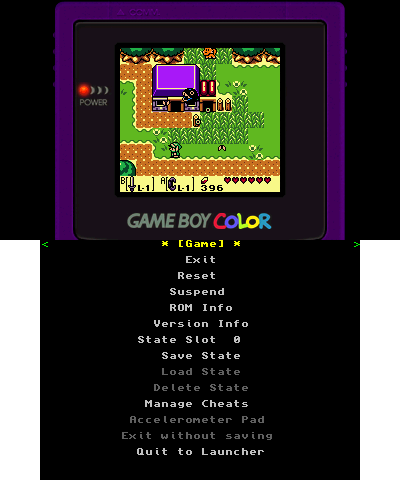 POWER
B L-1 A L-1 396
GAME BOY COLOR
< * [Game] * >
Exit
Reset
Suspend
ROM Info
Version Info
State Slot 0
Save State
Load State
Delete State
Manage Cheats
Accelerometer Pad
Exit without saving
Quit to Launcher